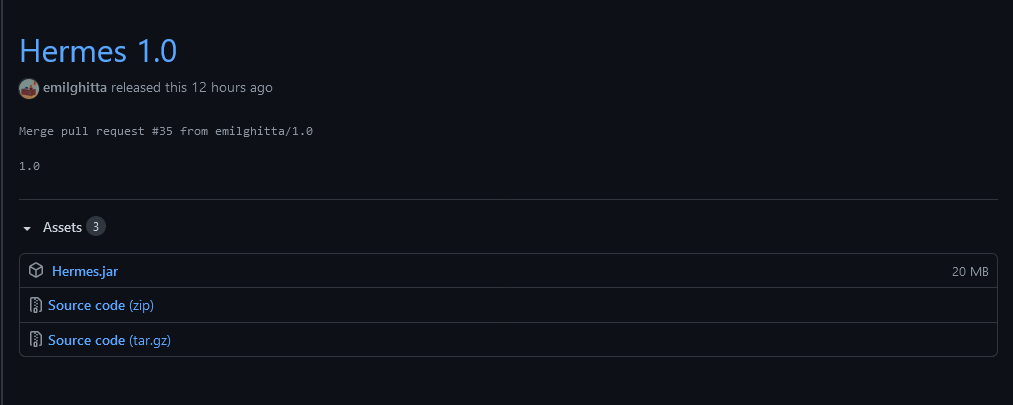 Hermes 1.0
emilghitta released this 12 hours ago
Merge pull request #35 from emilghitta/1.0
1.0
Assets 3
Hermes.jar 20 MB
Source code (zip)
Source code (tar.gz)